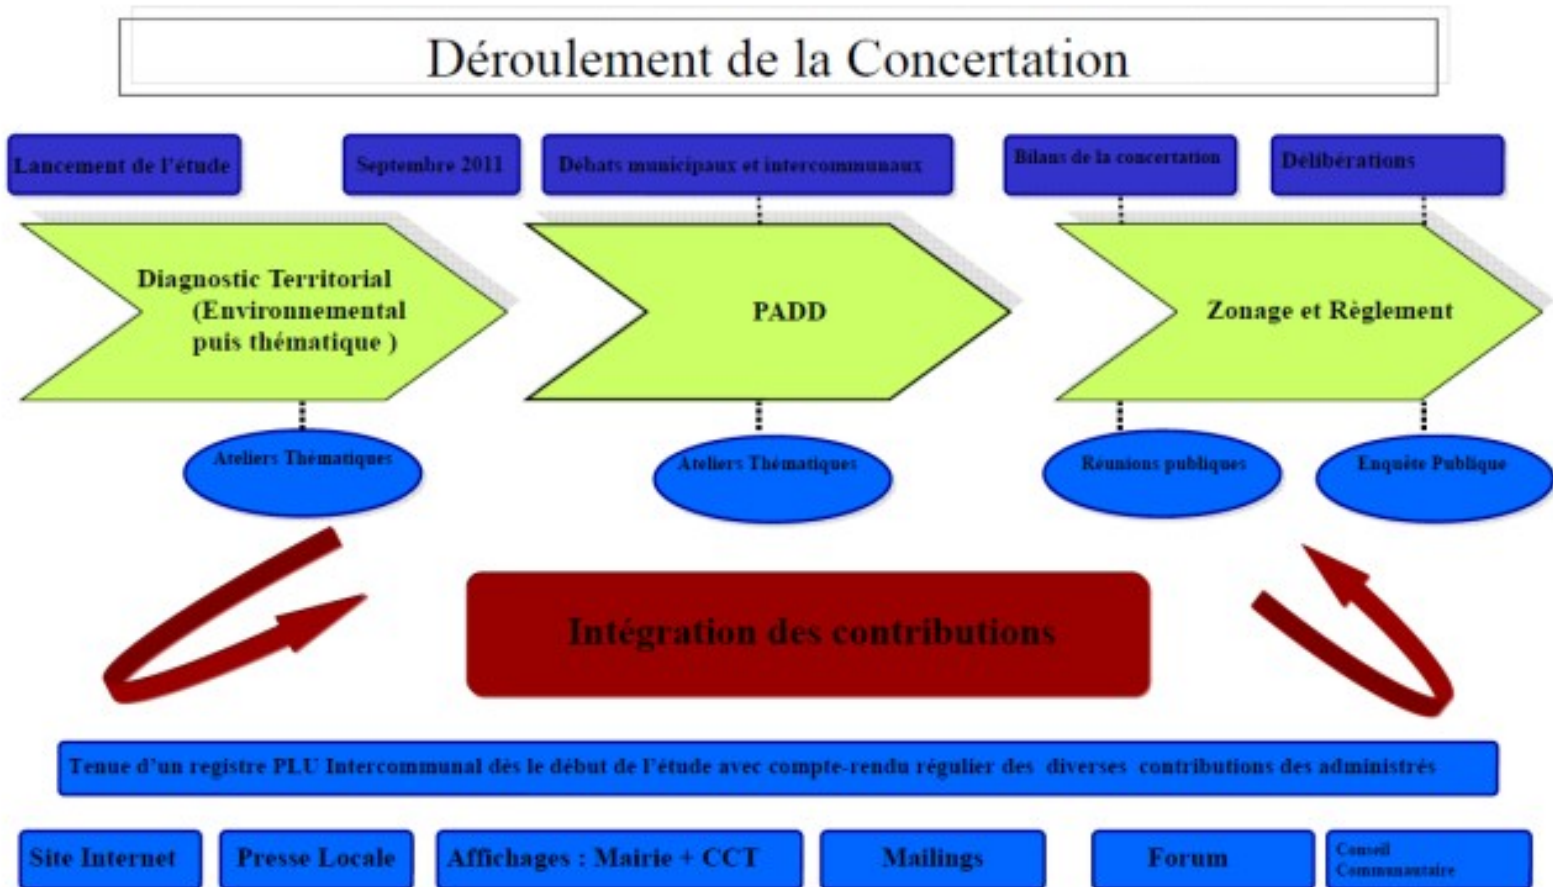 Déroulement de la Concertation
Lancement de l'étude
Septembre 2011
Débats municipaux et intercommunaux
Bilans de la concertation
Délibérations
Diagnostic Territorial
(Environnemental
puis thématique )
PADD
Zonage et Règlement
Ateliers Thématiques
Ateliers Thématiques
Réunions publiques
Enquête Publique
Intégration des contributions
Tenue d'un registre PLU Intercommunal dès le début de l'étude avec compte-rendu régulier des diverses contributions des administrés
Site Internet
Presse Locale
Affichages : Mairie + CCT
Mailings
Forum
Conseil
Communautaire